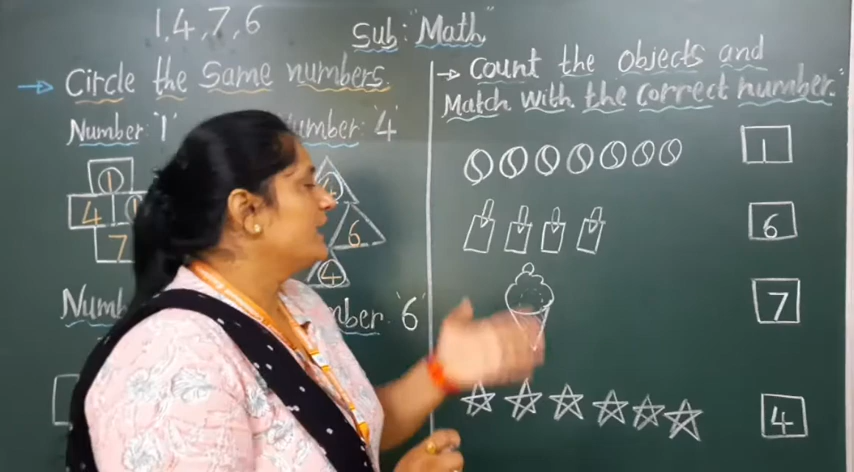 1,4,7,6
Sub: "Math"
→ Circle the Same numbers.
Number '1'
Number '4'
1
4 1
7
4
6
4
Number '6'
→ Count the objects and
Match with the correct number.
1
6
7
4